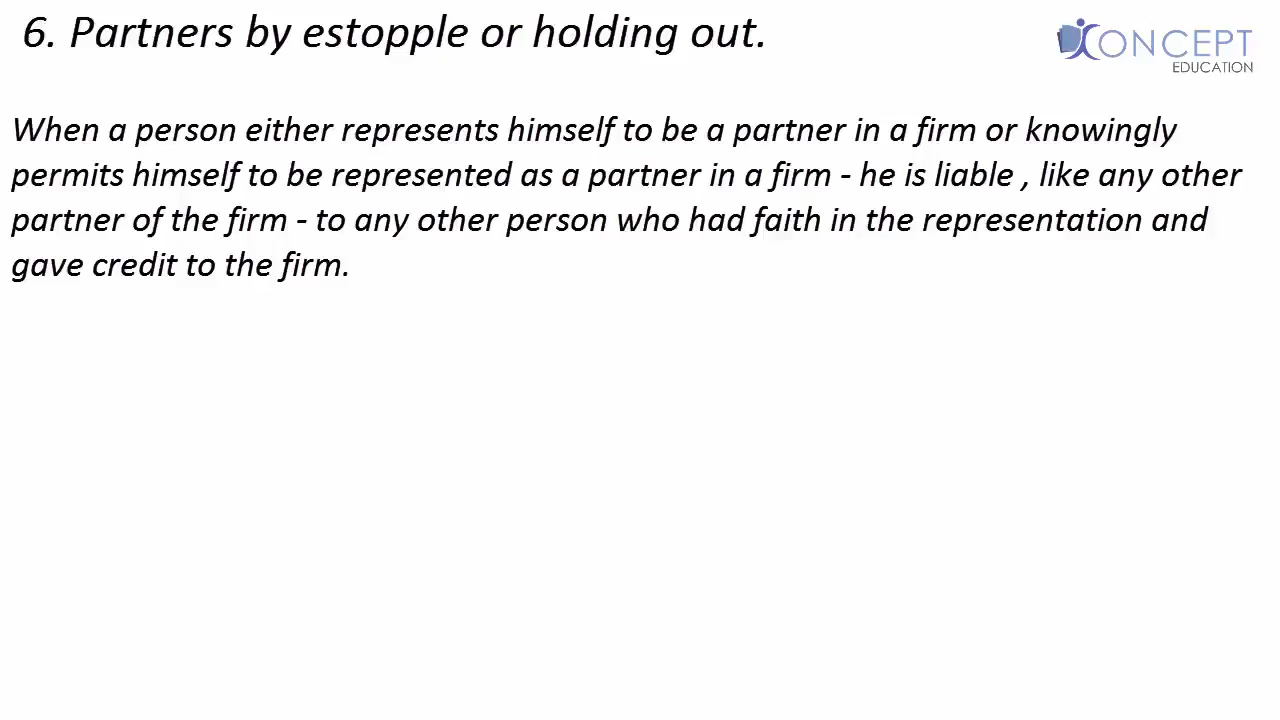 6. Partners by estopple or holding out.
CONCEPT
EDUCATION
When a person either represents himself to be a partner in a firm or knowingly
permits himself to be represented as a partner in a firm - he is liable , like any other
partner of the firm - to any other person who had faith in the representation and
gave credit to the firm.